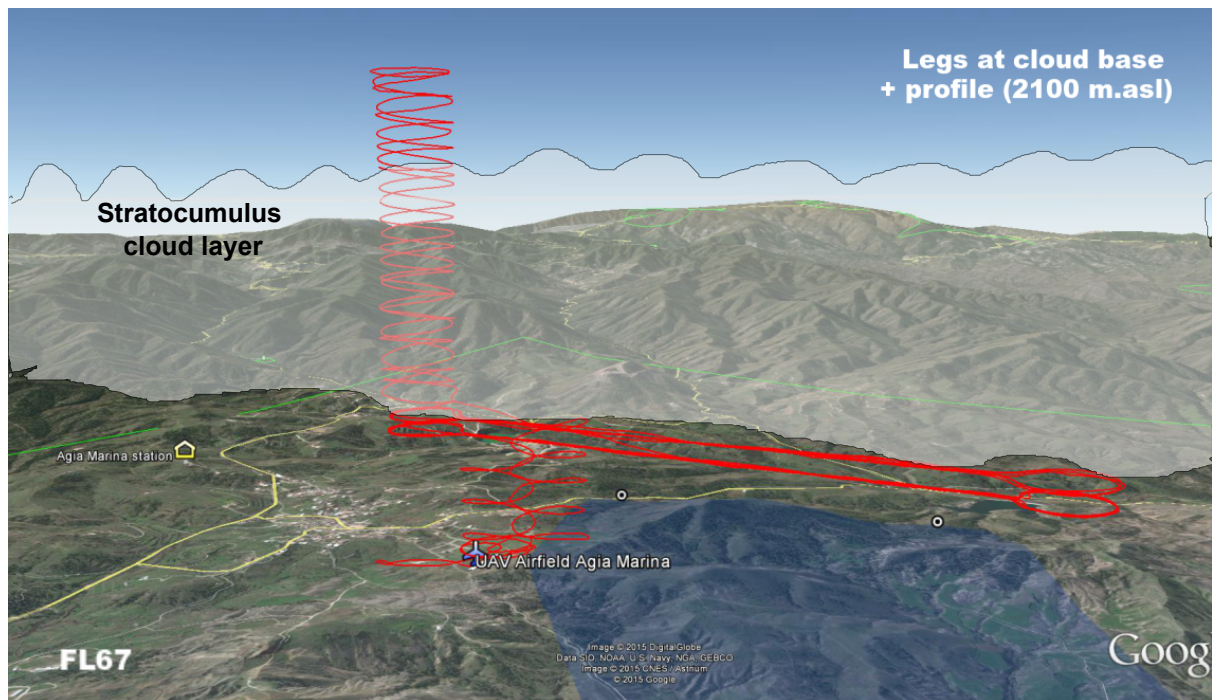 Legs at cloud base
+ profile (2100 m.asl)
Stratocumulus
cloud layer
Agia Marina station
UAV Airfield Agia Marina
FL67
Image © 2015 DigitalGlobe
Data SIO, NOAA, U.S. Navy, NGA, GEBCO
Image © 2015 CNES / Astrium
© 2015 Google
Goog